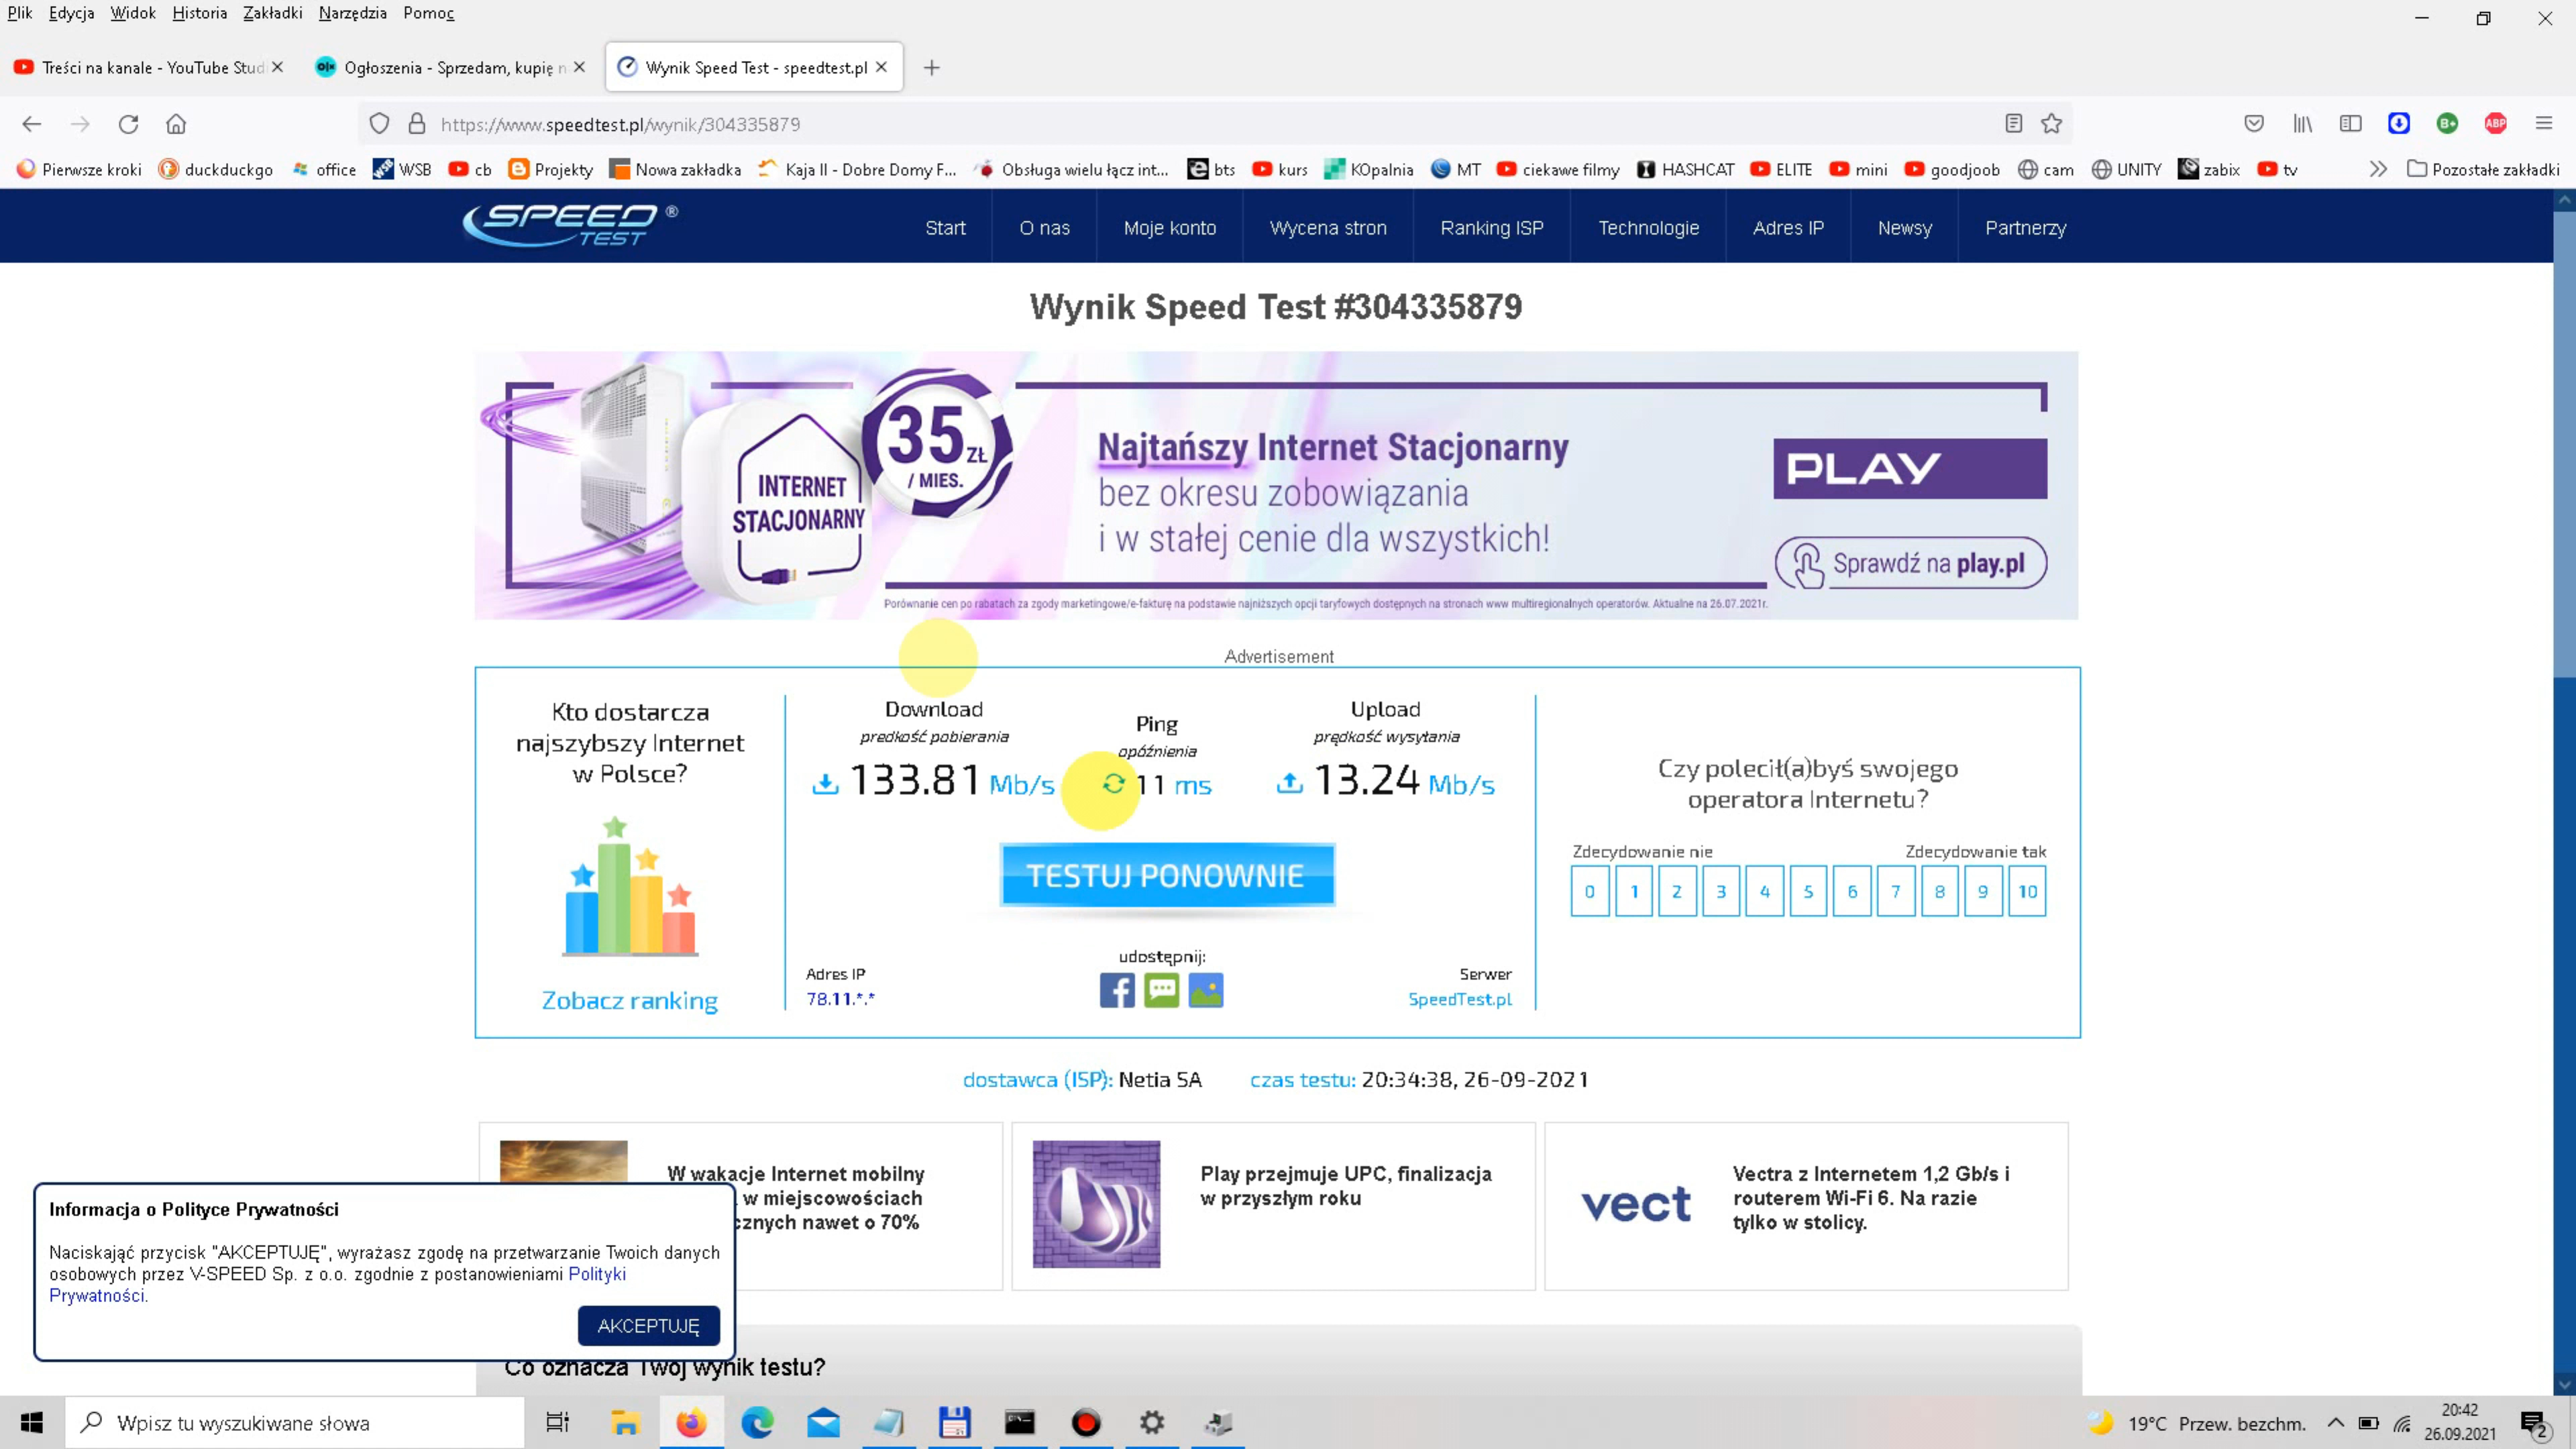 Plik Edycja Widok Historia Zakładki Narzędzia Pomoc
Treści na kanale - YouTube Studi
Ogłoszenia - Sprzedam, kupię n
Wynik Speed Test - speedtest.pl
https://www.speedtest.pl/wynik/304335879
Pierwsze kroki duckduckgo office WSB cb Projekty Nowa zakładka Kaja II - Dobre Domy F... Obsługa wielu łącz int... bts kurs KOpalnia MT ciekawe filmy HASHCAT ELITE mini goodjoob cam UNITY zabix tv Pozostałe zakładki
SPEED ®
TEST
Start O nas Moje konto Wycena stron Ranking ISP Technologie Adres IP Newsy Partnerzy
Wynik Speed Test #304335879
INTERNET
STACJONARNY
35 ZŁ
/ MIES.
Najtańszy Internet Stacjonarny
bez okresu zobowiązania
i w stałej cenie dla wszystkich!
PLAY
Sprawdź na play.pl
Porównanie cen po rabatach za zgody marketingowe/e-fakturę na podstawie najniższych opcji taryfowych dostępnych na stronach www multiregionalnych operatorów. Aktualne na 26.07.2021r.
Advertisement
Kto dostarcza
najszybszy Internet
w Polsce?
Zobacz ranking
Download
predkość pobierania
133.81 Mb/s
Ping
opóźnienia
11 ms
Upload
prędkość wysyłania
13.24 Mb/s
TESTUJ PONOWNIE
udostępnij:
Adres IP
78.11.*.*
Serwer
SpeedTest.pl
Czy polecił(a)byś swojego
operatora Internetu?
Zdecydowanie nie Zdecydowanie tak
0 1 2 3 4 5 6 7 8 9 10
dostawca (ISP): Netia SA czas testu: 20:34:38, 26-09-2021
W wakacje Internet mobilny
w miejscowościach
cznych nawet o 70%
Play przejmuje UPC, finalizacja
w przyszłym roku
vect
Vectra z Internetem 1,2 Gb/s i
routerem Wi-Fi 6. Na razie
tylko w stolicy.
Informacja o Polityce Prywatności
Naciskająć przycisk "AKCEPTUJĘ", wyrażasz zgodę na przetwarzanie Twoich danych
osobowych przez V-SPEED Sp. z o.o. zgodnie z postanowieniami Polityki
Prywatności.
AKCEPTUJĘ
Co oznacza Twój wynik testu?
Wpisz tu wyszukiwane słowa
19°C Przew. bezchm.
20:42
26.09.2021
2